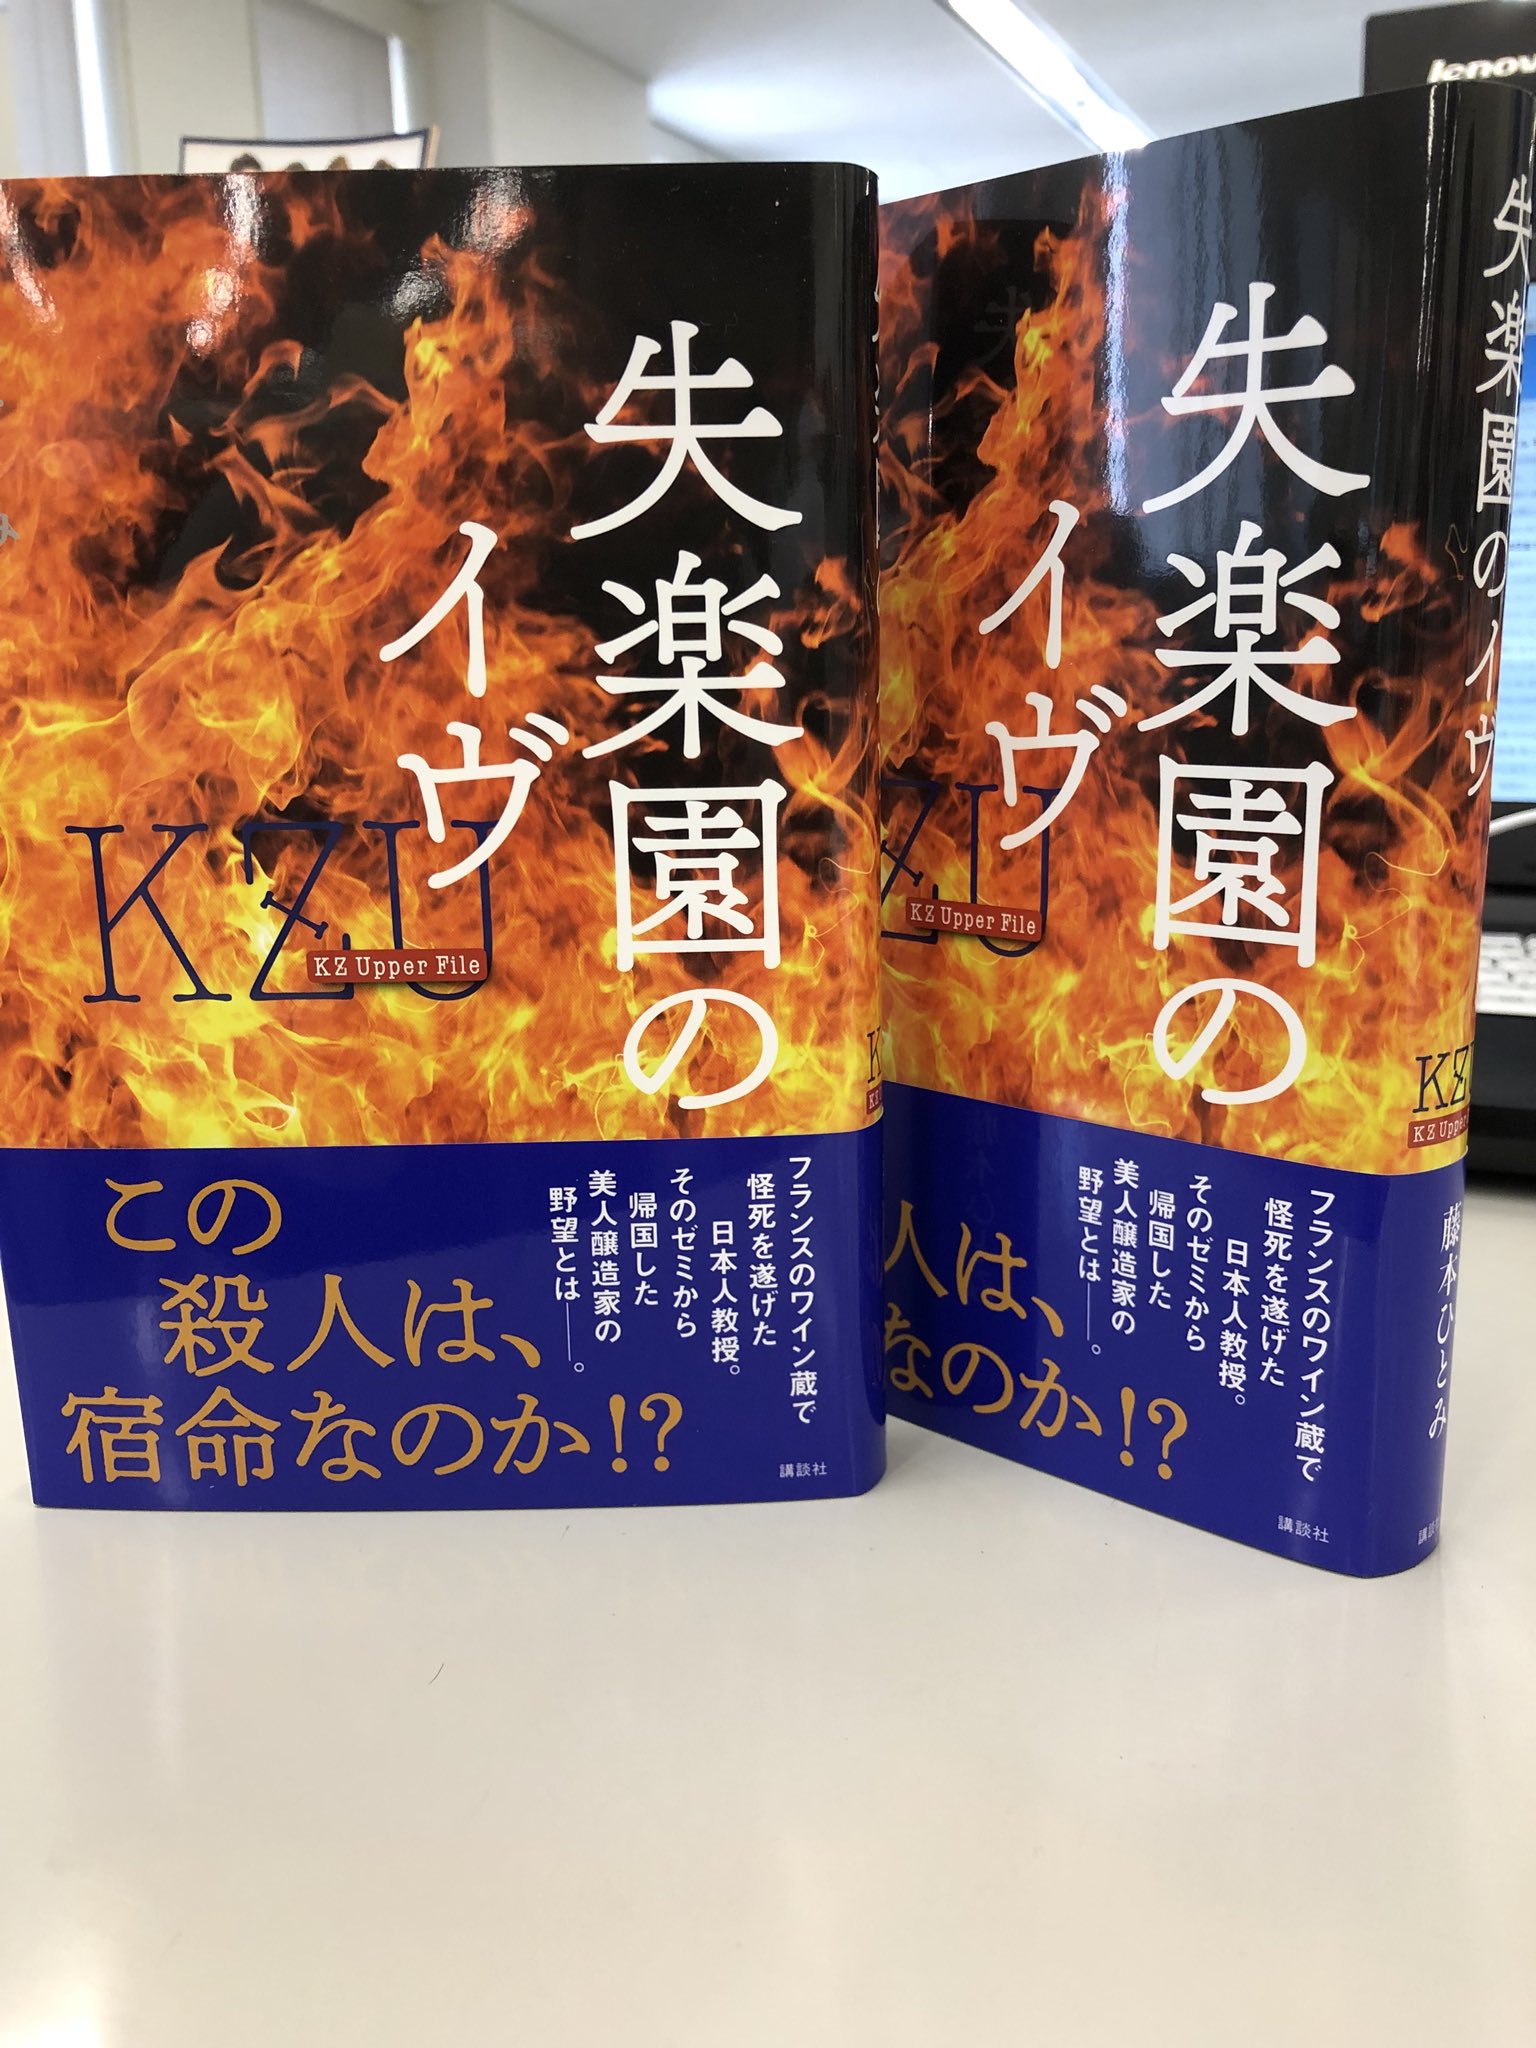 失楽園の
イヴ
KZU
KZ Upper File
フランスのワイン蔵で
怪死を遂げた
日本人教授。
そのゼミから
帰国した
美人醸造家の
野望とは——。
この
殺人は、
宿命なのか!?
講談社
失楽園の
イヴ
KZ Upper File
フランスのワイン蔵で
怪死を遂げた
日本人教授。
そのゼミから
帰国した
美人醸造家の
野望とは——。
人は、
なのか!?
講談社
失楽園のイヴ
KZU
KZ Upper
藤本ひとみ
講談社
lenov